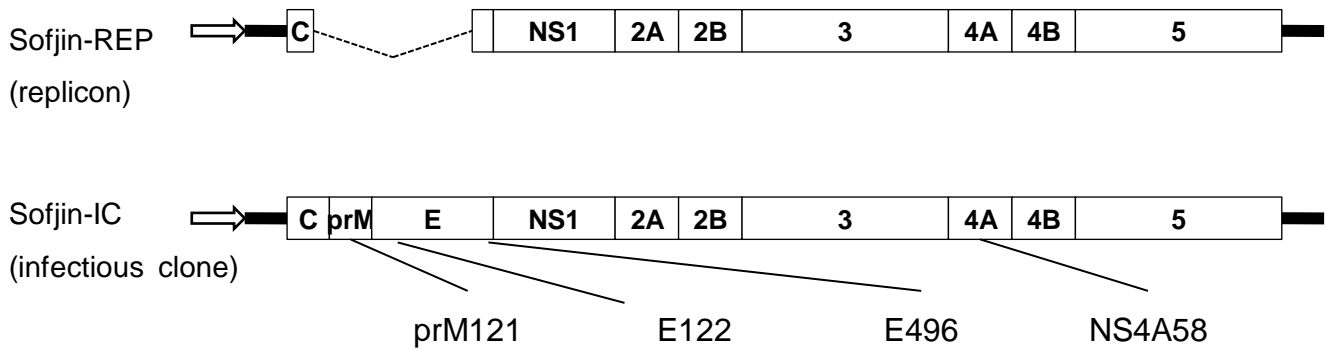 Sofjin-REP
(replicon)
C NS1 2A 2B 3 4A 4B 5
Sofjin-IC
(infectious clone)
C prM E NS1 2A 2B 3 4A 4B 5
prM121 E122 E496 NS4A58